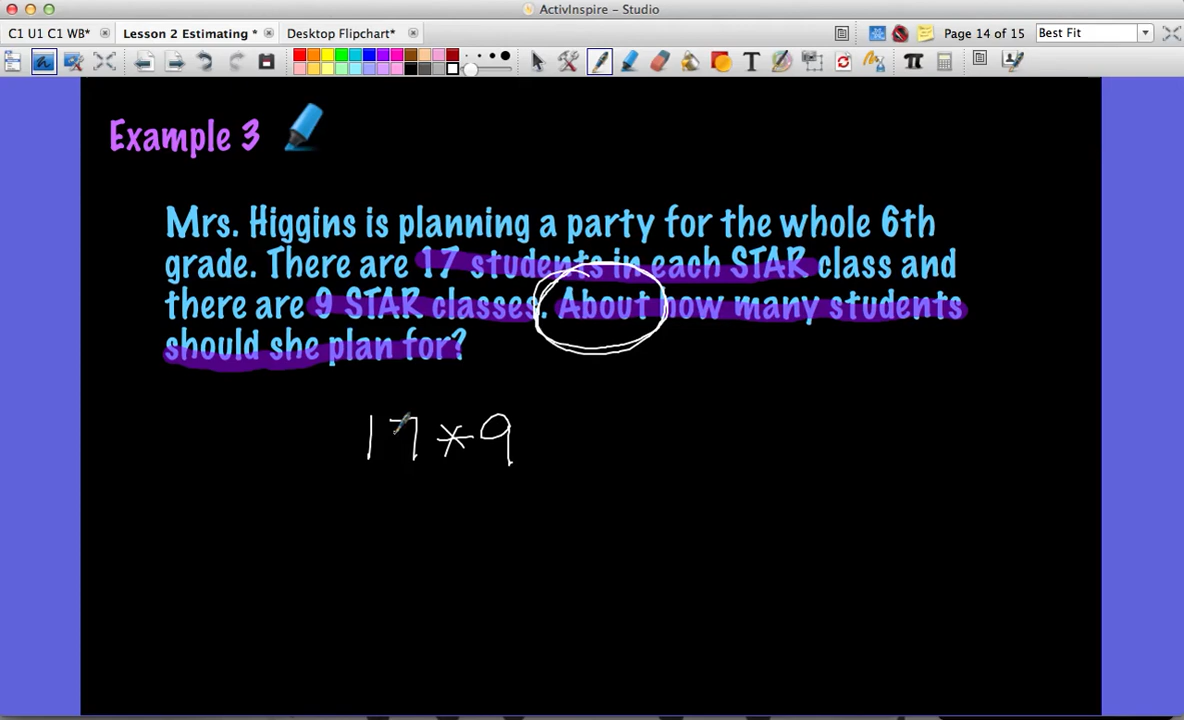 ActivInspire - Studio
C1 U1 C1 WB*
Lesson 2 Estimating *
Desktop Flipchart*
Page 14 of 15
Best Fit
Example 3
Mrs. Higgins is planning a party for the whole 6th
grade. There are 17 students in each STAR class and
there are 9 STAR classes. About how many students
should she plan for?
17*9